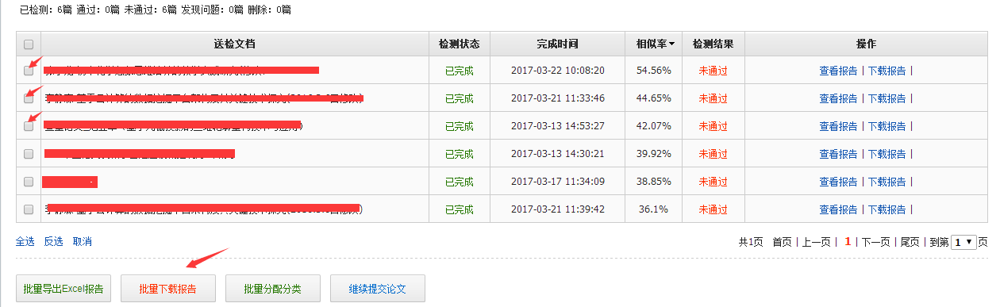 已检测：6篇 通过：0篇 未通过：6篇 发现问题：0篇 删除：0篇
送检文档 检测状态 完成时间 相似率 检测结果 操作
已完成 2017-03-22 10:08:20 54.56% 未通过 查看报告 | 下载报告 |
已完成 2017-03-21 11:33:46 44.65% 未通过 查看报告 | 下载报告 |
已完成 2017-03-13 14:53:27 42.07% 未通过 查看报告 | 下载报告 |
已完成 2017-03-13 14:30:21 39.92% 未通过 查看报告 | 下载报告 |
已完成 2017-03-17 11:34:09 38.85% 未通过 查看报告 | 下载报告 |
已完成 2017-03-21 11:39:42 36.1% 未通过 查看报告 | 下载报告 |
全选 反选 取消 共1页 首页 | 上一页 | 1 | 下一页 | 尾页 | 到第 1 页
批量导出Excel报告 批量下载报告 批量分配分类 继续提交论文